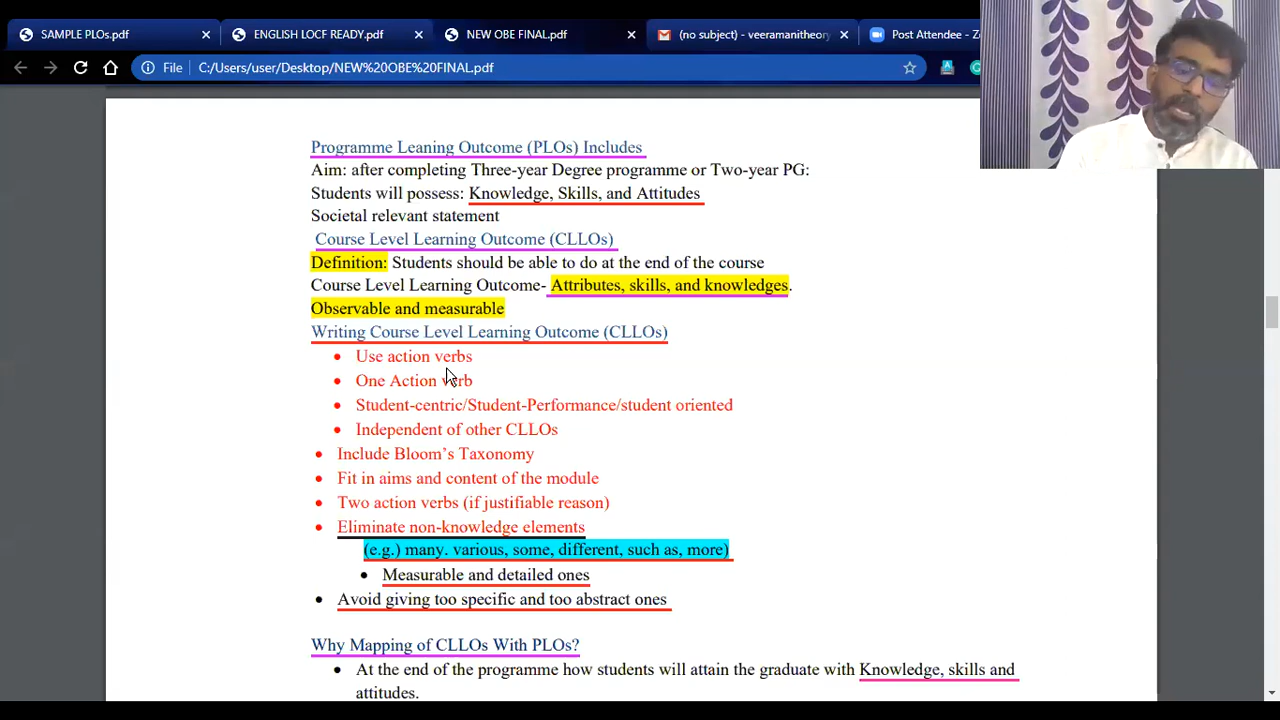 SAMPLE PLOs.pdf
ENGLISH LOCF READY.pdf
NEW OBE FINAL.pdf
(no subject) - veeramanitheory
Post Attendee - Z
File C:/Users/user/Desktop/NEW%20OBE%20FINAL.pdf
Programme Leaning Outcome (PLOs) Includes
Aim: after completing Three-year Degree programme or Two-year PG:
Students will possess: Knowledge, Skills, and Attitudes
Societal relevant statement
Course Level Learning Outcome (CLLOs)
Definition: Students should be able to do at the end of the course
Course Level Learning Outcome- Attributes, skills, and knowledges.
Observable and measurable
Writing Course Level Learning Outcome (CLLOs)
• Use action verbs
• One Action verb
• Student-centric/Student-Performance/student oriented
• Independent of other CLLOs
• Include Bloom’s Taxonomy
• Fit in aims and content of the module
• Two action verbs (if justifiable reason)
• Eliminate non-knowledge elements
(e.g.) many. various, some, different, such as, more)
• Measurable and detailed ones
• Avoid giving too specific and too abstract ones
Why Mapping of CLLOs With PLOs?
• At the end of the programme how students will attain the graduate with Knowledge, skills and
attitudes.